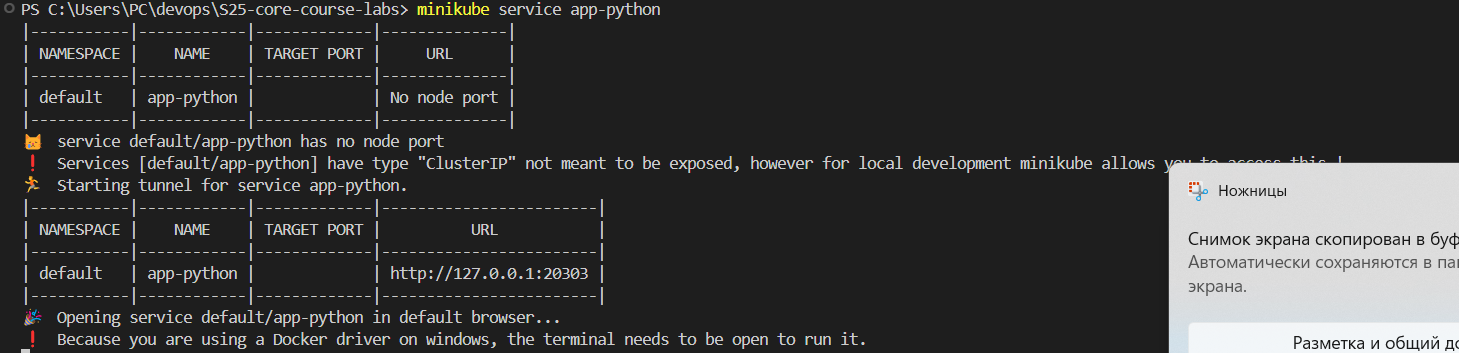 PS C:\Users\PC\devops\S25-core-course-labs> minikube service app-python
|-----------|------------|-------------|--------------|
| NAMESPACE |    NAME    | TARGET PORT |     URL      |
|-----------|------------|-------------|--------------|
| default   | app-python |             | No node port |
|-----------|------------|-------------|--------------|
😿  service default/app-python has no node port
❗  Services [default/app-python] have type "ClusterIP" not meant to be exposed, however for local development minikube allows you to access this !
🏃  Starting tunnel for service app-python.
|-----------|------------|-------------|------------------------|
| NAMESPACE |    NAME    | TARGET PORT |          URL           |
|-----------|------------|-------------|------------------------|
| default   | app-python |             | http://127.0.0.1:20303 |
|-----------|------------|-------------|------------------------|
🎉  Opening service default/app-python in default browser...
❗  Because you are using a Docker driver on windows, the terminal needs to be open to run it.
Ножницы
Снимок экрана скопирован в буф
Автоматически сохраняются в па
экрана.
Разметка и общий до